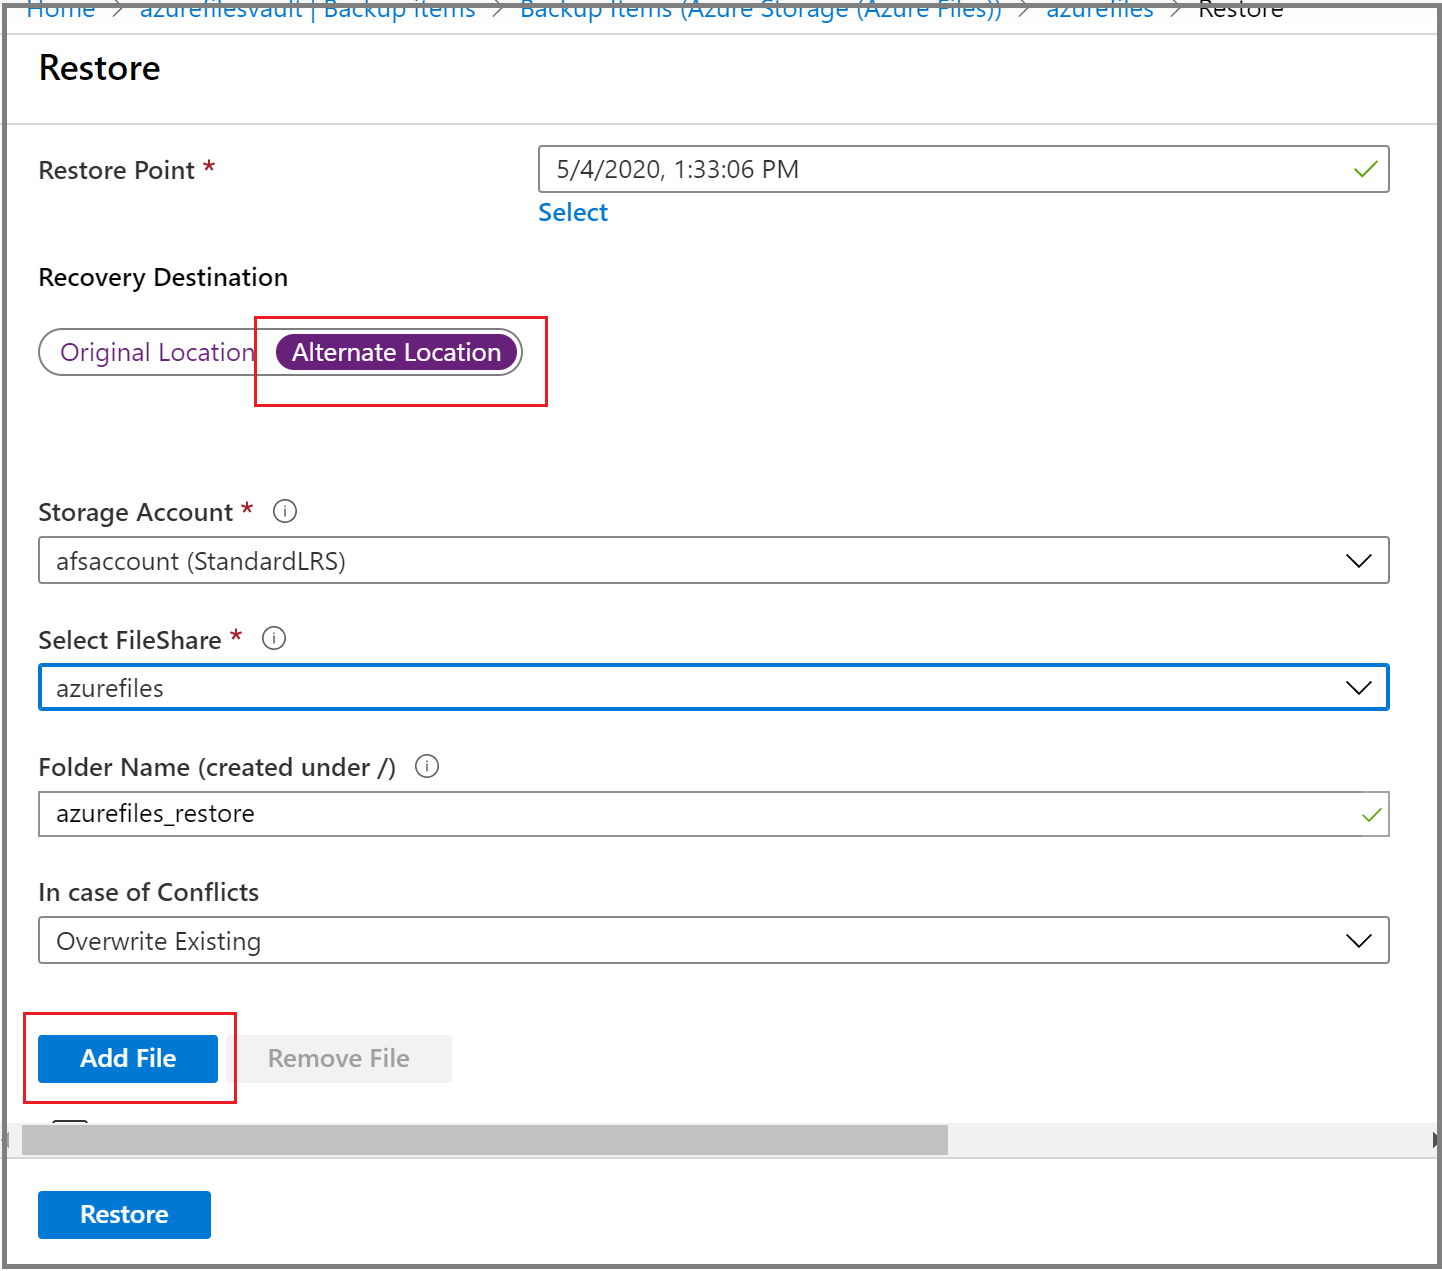 Home > azurefilesvault | Backup items > Backup Items (Azure Storage (Azure Files)) > azurefiles > Restore
Restore
Restore Point *
5/4/2020, 1:33:06 PM
Select
Recovery Destination
Original Location Alternate Location
Storage Account *
afsaccount (StandardLRS)
Select FileShare *
azurefiles
Folder Name (created under /)
azurefiles_restore
In case of Conflicts
Overwrite Existing
Add File Remove File
Restore